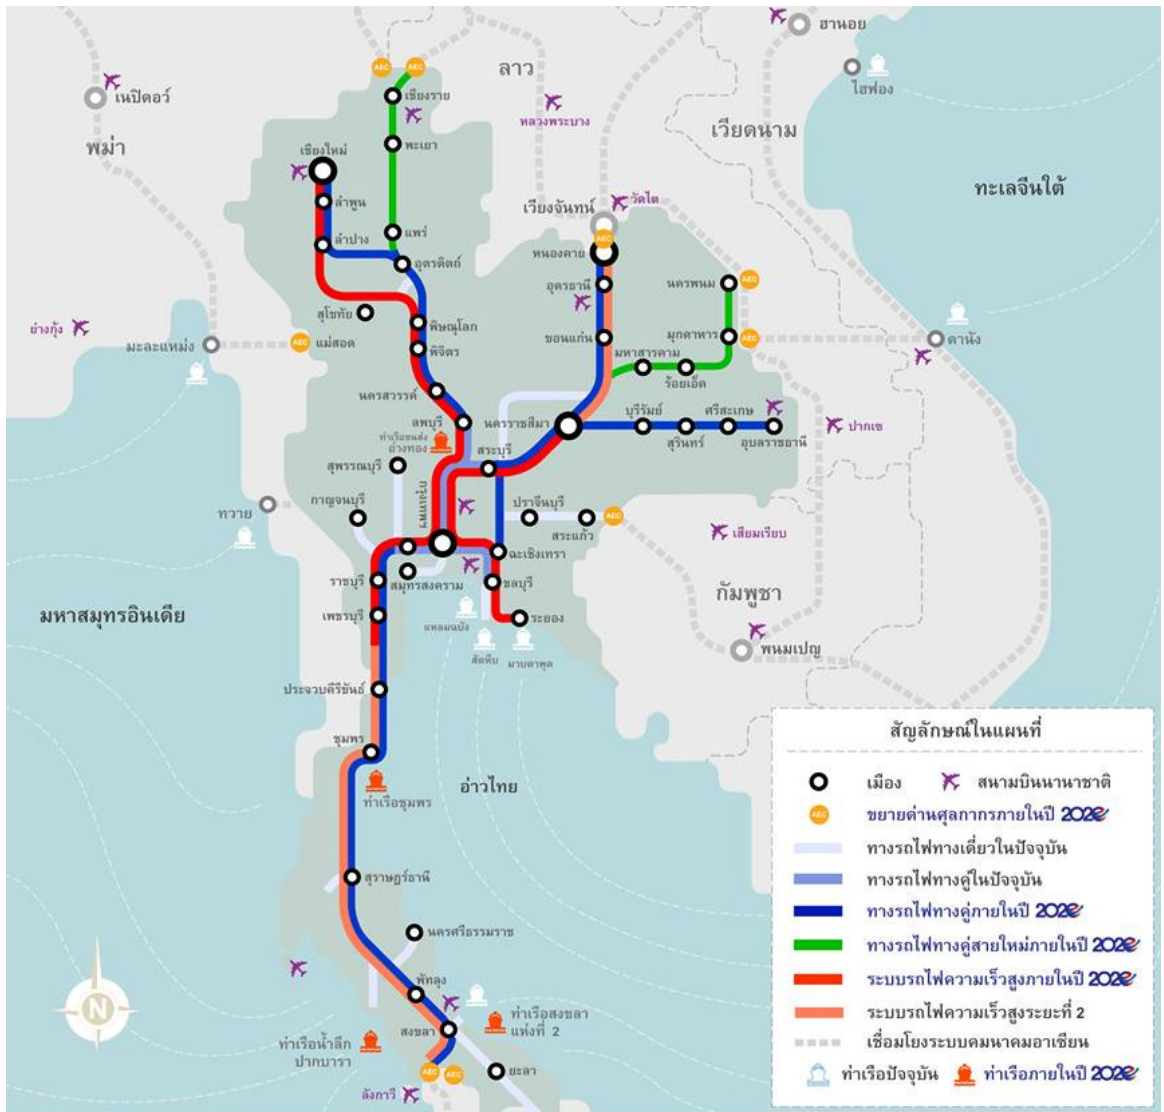 ฮานอย
ลาว
ไฮฟอง
เนปิดอว์
AEC
AEC
เชียงราย
หลวงพระบาง
เวียดนาม
พม่า
พะเยา
เชียงใหม่
ทะเลจีนใต้
ลำพูน
เวียงจันทน์
วัตไต
แพร่
ลำปาง
AEC
อุตรดิตถ์
หนองคาย
อุดรธานี
นครพนม
AEC
สุโขทัย
พิษณุโลก
ย่างกุ้ง
มะละแหม่ง
AEC
แม่สอด
ขอนแก่น
มุกดาหาร
AEC
ดานัง
พิจิตร
มหาสารคาม
ร้อยเอ็ด
นครสวรรค์
ลพบุรี
นครราชสีมา
บุรีรัมย์
ศรีสะเกษ
สุรินทร์
อุบลราชธานี
ปากเซ
ท่าเรือขนส่ง
อ่างทอง
สระบุรี
สุพรรณบุรี
กาญจนบุรี
กรุงเทพฯ
ปราจีนบุรี
สระแก้ว
AEC
ทวาย
เสียมเรียบ
ฉะเชิงเทรา
ราชบุรี
สมุทรสงคราม
ชลบุรี
กัมพูชา
มหาสมุทรอินเดีย
เพชรบุรี
แหลมฉบัง
ระยอง
สัตหีบ
มาบตาพุด
พนมเปญ
ประจวบคีรีขันธ์
ชุมพร
ท่าเรือชุมพร
อ่าวไทย
สุราษฎร์ธานี
นครศรีธรรมราช
พัทลุง
สงขลา
ท่าเรือสงขลา
แห่งที่ 2
ท่าเรือน้ำลึก
ปากบารา
AEC
AEC
ยะลา
ลังกาวี
N
สัญลักษณ์ในแผนที่
เมือง
สนามบินนานาชาติ
AEC
ขยายด่านศุลกากรภายในปี 2020
ทางรถไฟทางเดี่ยวในปัจจุบัน
ทางรถไฟทางคู่ในปัจจุบัน
ทางรถไฟทางคู่ภายในปี 2020
ทางรถไฟทางคู่สายใหม่ภายในปี 2020
ระบบรถไฟความเร็วสูงภายในปี 2020
ระบบรถไฟความเร็วสูงระยะที่ 2
เชื่อมโยงระบบคมนาคมอาเซียน
ท่าเรือปัจจุบัน
ท่าเรือภายในปี 2020